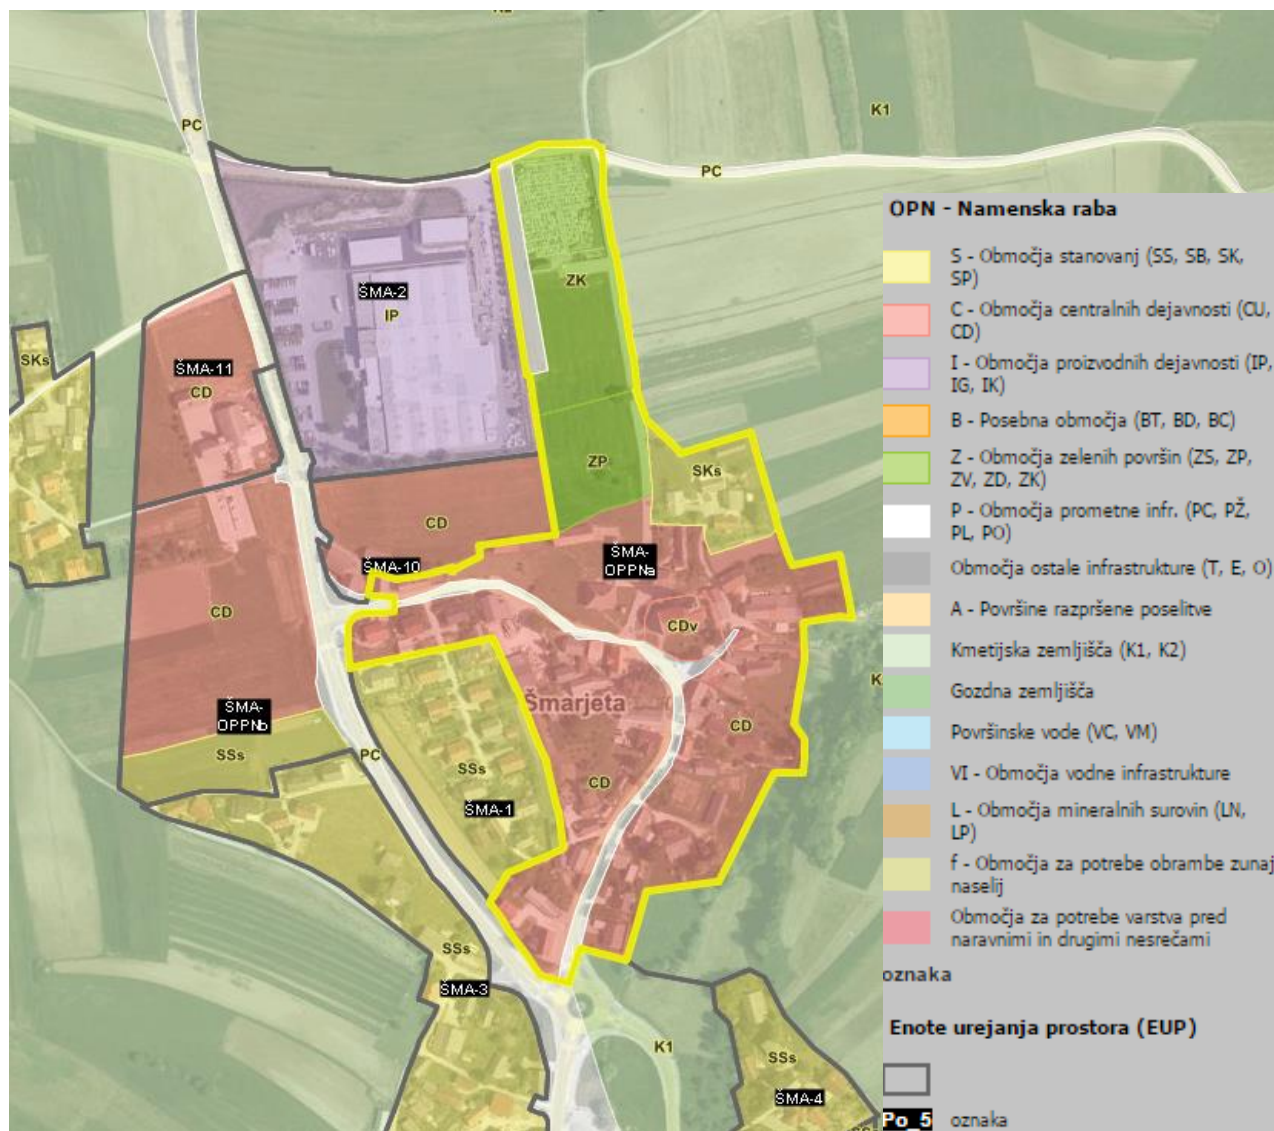 PC
K1
PC
ZK
ŠMA-2
IP
SKs
ŠMA-11
CD
ZP
SKs
CD
ŠMA-
OPPNa
ŠMA-10
CD
CDv
Šmarjeta
ŠMA-
OPPNb
CD
PC
SSs
SSs
CD
ŠMA-1
SSs
ŠMA-3
K1
SSs
ŠMA-4
OPN - Namenska raba
S - Območja stanovanj (SS, SB, SK,
SP)
C - Območja centralnih dejavnosti (CU,
CD)
I - Območja proizvodnih dejavnosti (IP,
IG, IK)
B - Posebna območja (BT, BD, BC)
Z - Območja zelenih površin (ZS, ZP,
ZV, ZD, ZK)
P - Območja prometne infr. (PC, PŽ,
PL, PO)
Območja ostale infrastrukture (T, E, O)
A - Površine razpršene poselitve
Kmetijska zemljišča (K1, K2)
Gozdna zemljišča
Površinske vode (VC, VM)
VI - Območja vodne infrastrukture
L - Območja mineralnih surovin (LN,
LP)
f - Območja za potrebe obrambe zunaj
naselij
Območja za potrebe varstva pred
naravnimi in drugimi nesrečami
oznaka
Enote urejanja prostora (EUP)
Po_5 oznaka